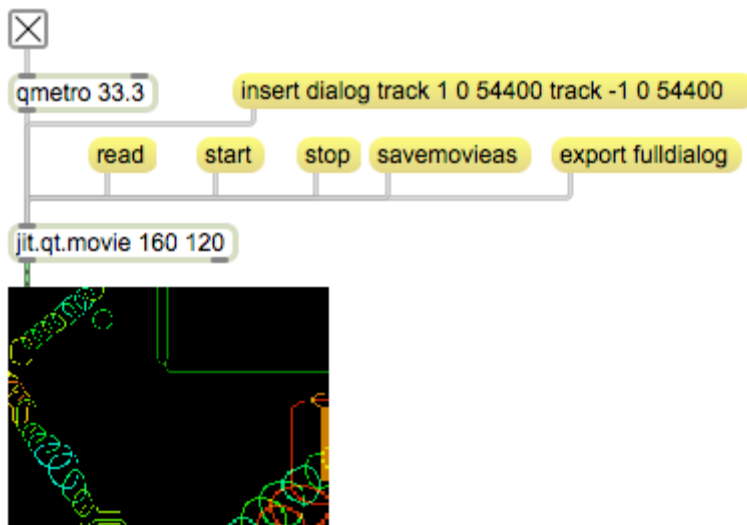 qmetro 33.3
insert dialog track 1 0 54400 track -1 0 54400
read
start
stop
savemovieas
export fulldialog
jit.qt.movie 160 120